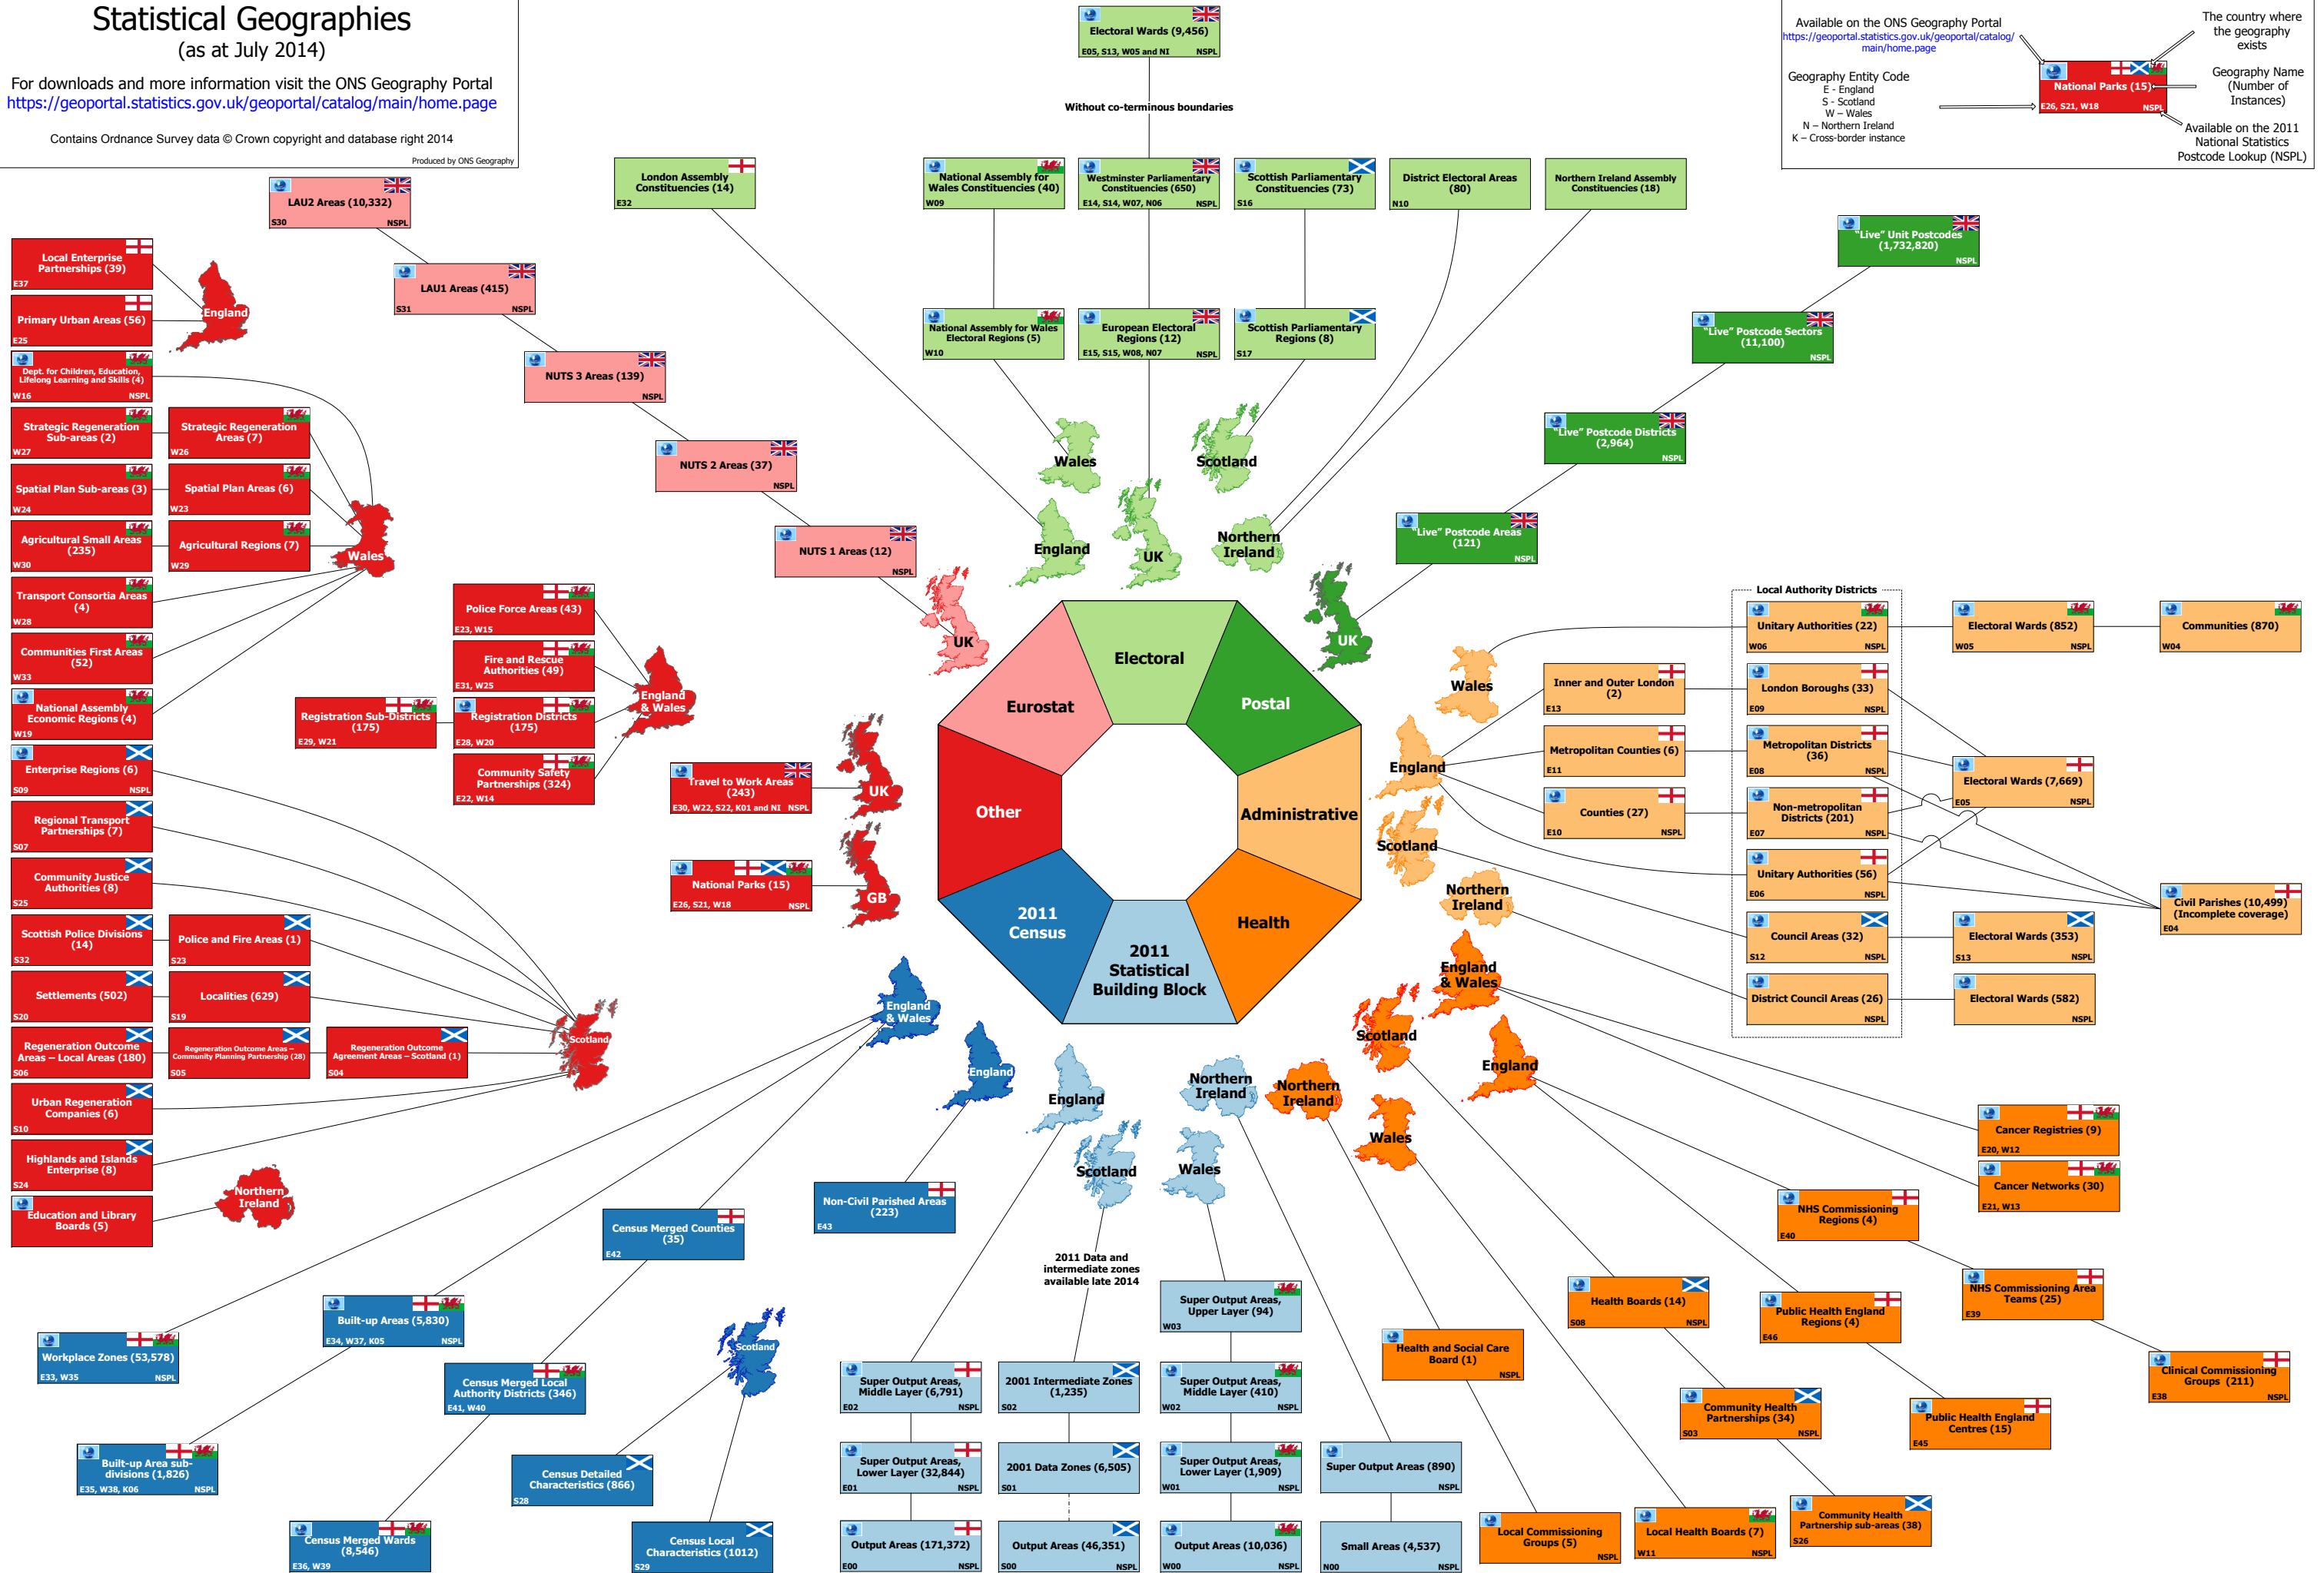 Statistical Geographies
(as at July 2014)
For downloads and more information visit the ONS Geography Portal
https://geoportal.statistics.gov.uk/geoportal/catalog/main/home.page
Contains Ordnance Survey data © Crown copyright and database right 2014
Produced by ONS Geography
Available on the ONS Geography Portal
https://geoportal.statistics.gov.uk/geoportal/catalog/
main/home.page
Geography Entity Code
E - England
S - Scotland
W – Wales
N – Northern Ireland
K – Cross-border instance
National Parks (15)
E26, S21, W18
NSPL
The country where
the geography
exists
Geography Name
(Number of
Instances)
Available on the 2011
National Statistics
Postcode Lookup (NSPL)
Electoral Wards (9,456)
E05, S13, W05 and NI
NSPL
Without co-terminous boundaries
London Assembly
Constituencies (14)
E32
National Assembly for
Wales Constituencies (40)
W09
Westminster Parliamentary
Constituencies (650)
E14, S14, W07, N06
NSPL
Scottish Parliamentary
Constituencies (73)
S16
District Electoral Areas
(80)
N10
Northern Ireland Assembly
Constituencies (18)
National Assembly for Wales
Electoral Regions (5)
W10
European Electoral
Regions (12)
E15, S15, W08, N07
NSPL
Scottish Parliamentary
Regions (8)
S17
Wales
Scotland
England
UK
Northern
Ireland
LAU2 Areas (10,332)
S30
NSPL
LAU1 Areas (415)
S31
NSPL
NUTS 3 Areas (139)
NSPL
NUTS 2 Areas (37)
NSPL
NUTS 1 Areas (12)
NSPL
UK
"Live" Unit Postcodes
(1,732,820)
NSPL
"Live" Postcode Sectors
(11,100)
NSPL
"Live" Postcode Districts
(2,964)
NSPL
"Live" Postcode Areas
(121)
NSPL
UK
Local Enterprise
Partnerships (39)
E37
Primary Urban Areas (56)
E25
England
Dept. for Children, Education,
Lifelong Learning and Skills (4)
W16
NSPL
Strategic Regeneration
Sub-areas (2)
W27
Strategic Regeneration
Areas (7)
W26
Spatial Plan Sub-areas (3)
W24
Spatial Plan Areas (6)
W23
Agricultural Small Areas
(235)
W30
Agricultural Regions (7)
W29
Wales
Transport Consortia Areas
(4)
W28
Communities First Areas
(52)
W33
National Assembly
Economic Regions (4)
W19
Police Force Areas (43)
E23, W15
Fire and Rescue
Authorities (49)
E31, W25
Registration Sub-Districts
(175)
E29, W21
Registration Districts
(175)
E28, W20
Community Safety
Partnerships (324)
E22, W14
England
& Wales
Travel to Work Areas
(243)
E30, W22, S22, K01 and NI
NSPL
UK
National Parks (15)
E26, S21, W18
NSPL
GB
Enterprise Regions (6)
S09
NSPL
Regional Transport
Partnerships (7)
S07
Community Justice
Authorities (8)
S25
Scottish Police Divisions
(14)
S32
Police and Fire Areas (1)
S23
Settlements (502)
S20
Localities (629)
S19
Regeneration Outcome
Areas – Local Areas (180)
S06
Regeneration Outcome Areas –
Community Planning Partnership (28)
S05
Regeneration Outcome
Agreement Areas – Scotland (1)
S04
Scotland
Urban Regeneration
Companies (6)
S10
Highlands and Islands
Enterprise (8)
S24
Education and Library
Boards (5)
Northern
Ireland
Electoral
Postal
Eurostat
Other
Administrative
2011
Census
Health
2011
Statistical
Building Block
Local Authority Districts
Wales
Unitary Authorities (22)
W06
NSPL
Electoral Wards (852)
W05
NSPL
Communities (870)
W04
Inner and Outer London
(2)
E13
London Boroughs (33)
E09
NSPL
England
Metropolitan Counties (6)
E11
Metropolitan Districts
(36)
E08
NSPL
Electoral Wards (7,669)
E05
NSPL
Counties (27)
E10
NSPL
Non-metropolitan
Districts (201)
E07
NSPL
Unitary Authorities (56)
E06
NSPL
Civil Parishes (10,499)
(Incomplete coverage)
E04
Scotland
Council Areas (32)
S12
NSPL
Electoral Wards (353)
S13
NSPL
Northern
Ireland
District Council Areas (26)
NSPL
Electoral Wards (582)
NSPL
England
& Wales
Scotland
England
Northern
Ireland
Wales
Cancer Registries (9)
E20, W12
Cancer Networks (30)
E21, W13
NHS Commissioning
Regions (4)
E40
NHS Commissioning Area
Teams (25)
E39
Clinical Commissioning
Groups (211)
E38
NSPL
Public Health England
Regions (4)
E46
Public Health England
Centres (15)
E45
Health Boards (14)
S08
NSPL
Community Health
Partnerships (34)
S03
NSPL
Community Health
Partnership sub-areas (38)
S26
Health and Social Care
Board (1)
NSPL
Local Commissioning
Groups (5)
NSPL
Local Health Boards (7)
W11
NSPL
England
& Wales
England
Non-Civil Parished Areas
(223)
E43
Census Merged Counties
(35)
E42
Built-up Areas (5,830)
E34, W37, K05
NSPL
Workplace Zones (53,578)
E33, W35
NSPL
Census Merged Local
Authority Districts (346)
E41, W40
Built-up Area sub-
divisions (1,826)
E35, W38, K06
NSPL
Census Merged Wards
(8,546)
E36, W39
Scotland
Census Detailed
Characteristics (866)
S28
Census Local
Characteristics (1012)
S29
England
Scotland
Northern
Ireland
Wales
2011 Data and
intermediate zones
available late 2014
Super Output Areas,
Upper Layer (94)
W03
Super Output Areas,
Middle Layer (6,791)
E02
NSPL
2001 Intermediate Zones
(1,235)
S02
Super Output Areas,
Middle Layer (410)
W02
NSPL
Super Output Areas,
Lower Layer (32,844)
E01
NSPL
2001 Data Zones (6,505)
S01
Super Output Areas,
Lower Layer (1,909)
W01
NSPL
Super Output Areas (890)
NSPL
Output Areas (171,372)
E00
NSPL
Output Areas (46,351)
S00
NSPL
Output Areas (10,036)
W00
NSPL
Small Areas (4,537)
N00
NSPL